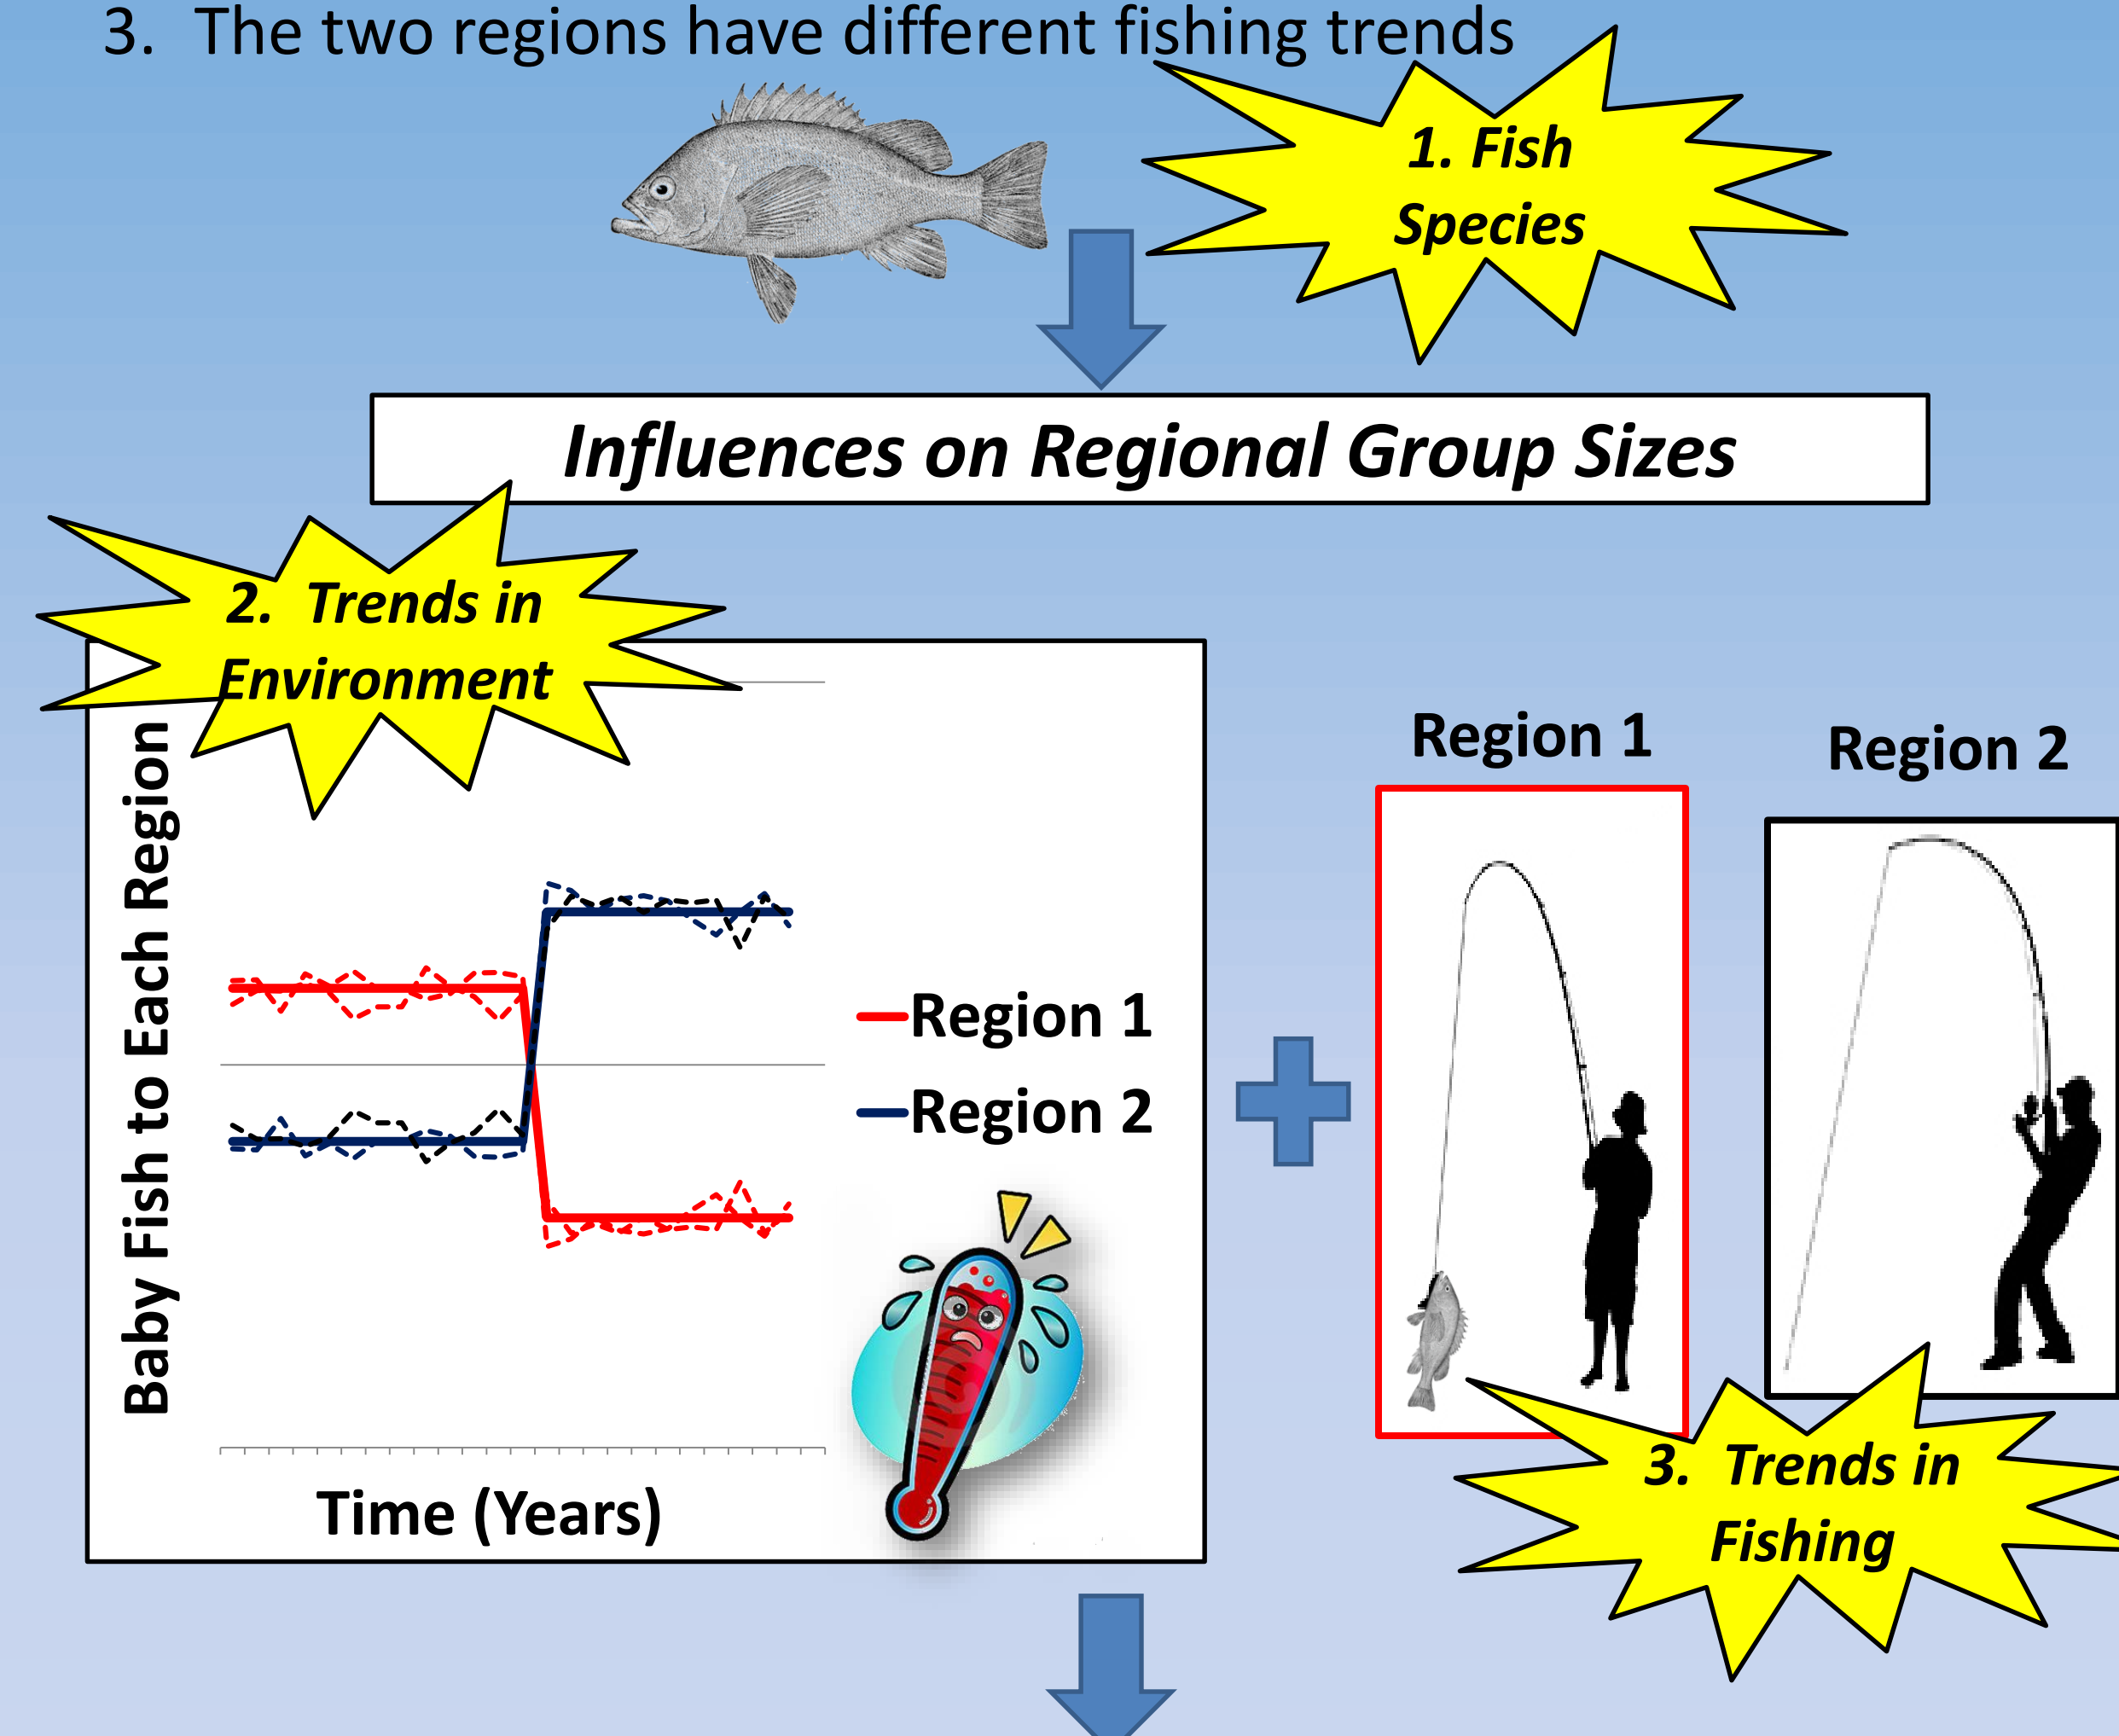 3. The two regions have different fishing trends
1. Fish
Species
Influences on Regional Group Sizes
2. Trends in
Environment
Baby Fish to Each Region
Region 1
Region 2
Time (Years)
Region 1
Region 2
3. Trends in
Fishing